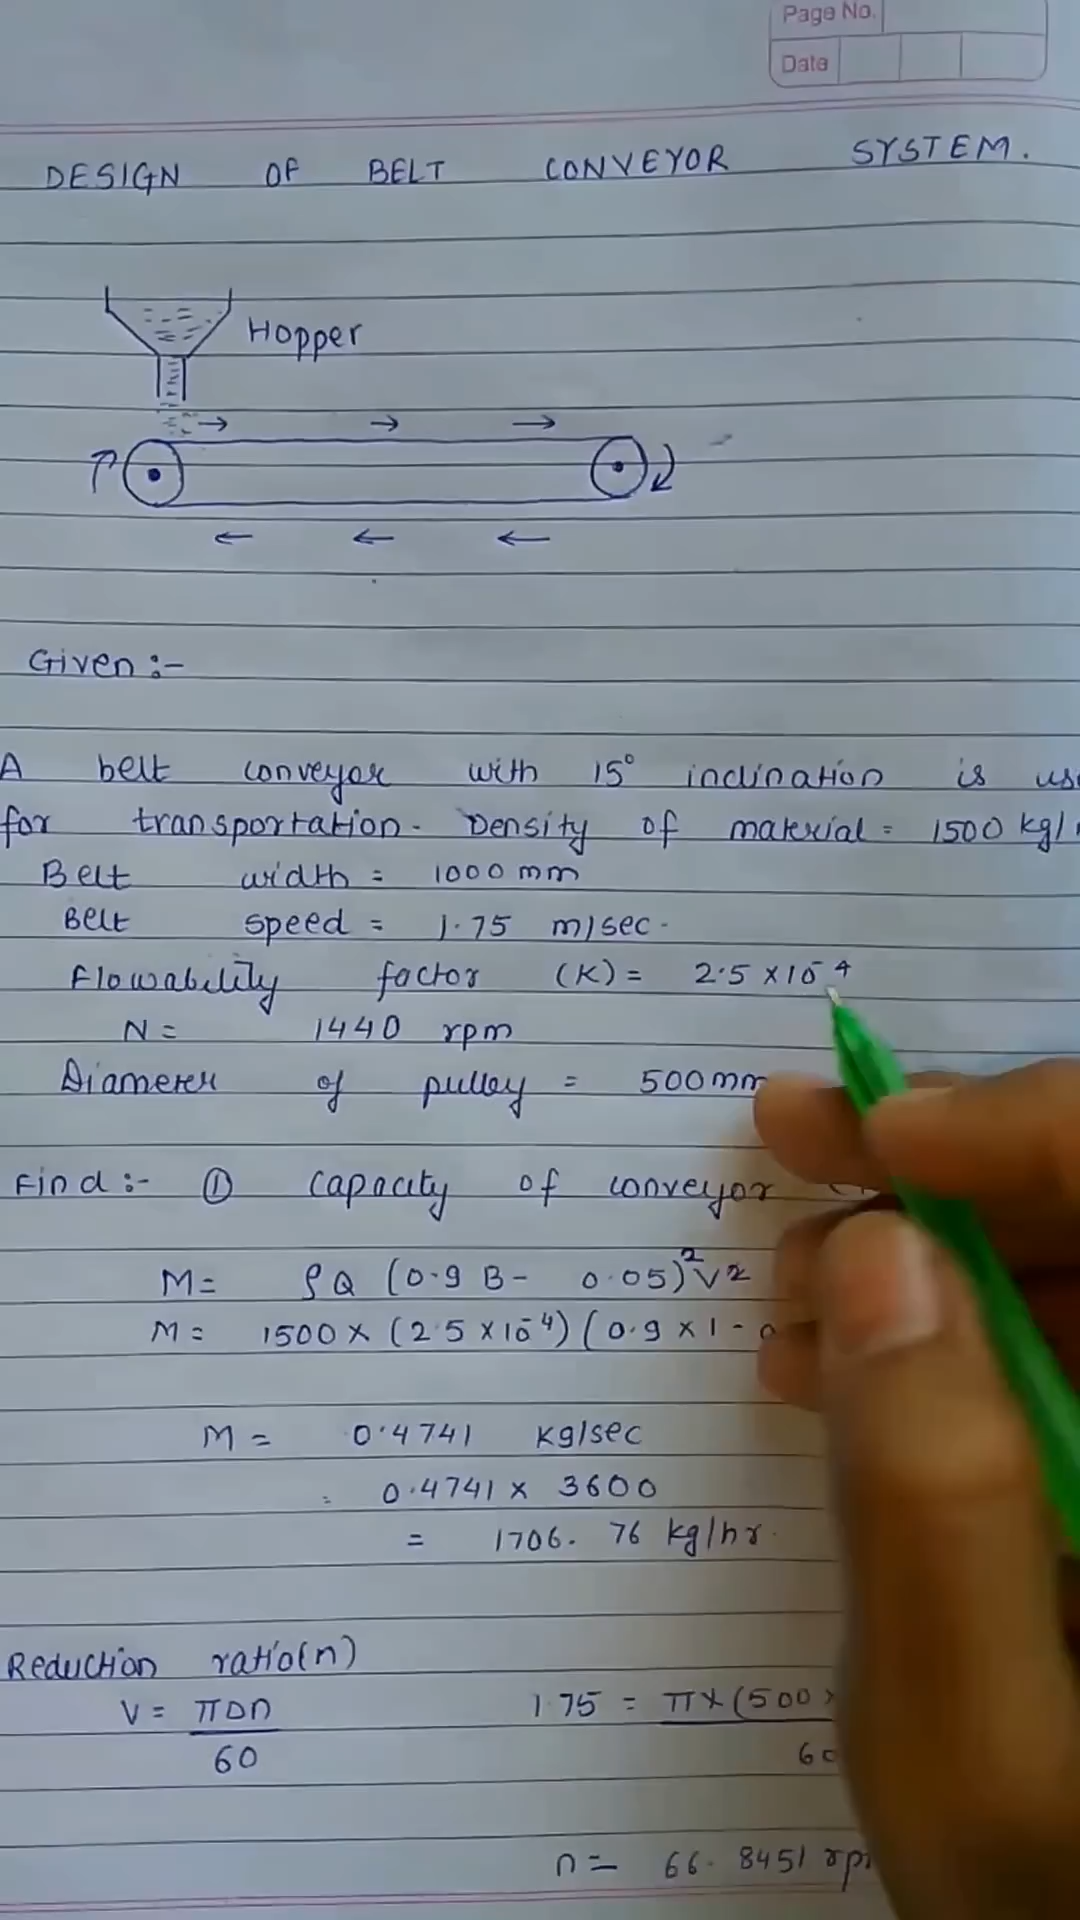 Page No.
Date
DESIGN OF BELT CONVEYOR SYSTEM.
Hopper
Given :-
A belt conveyor with 15° inclination is
for transportation. Density of material = 1500 kg/
Belt width = 1000 mm
Belt speed = 1.75 m/sec.
Flowability factor (K) = 2.5 × 10⁻⁴
N = 1440 rpm
Diameter of pulley = 500mm
Find :- ① Capacity of conveyor
M = ρQ (0.9 B - 0.05)² V²
M = 1500 × (2.5 × 10⁻⁴) (0.9 × 1 -
M = 0.4741 kg/sec
= 0.4741 × 3600
= 1706.76 kg/hr.
Reduction ratio(n)
V = πDn / 60 1.75 = π × (500 × / 60
n = 66.8451 rpm